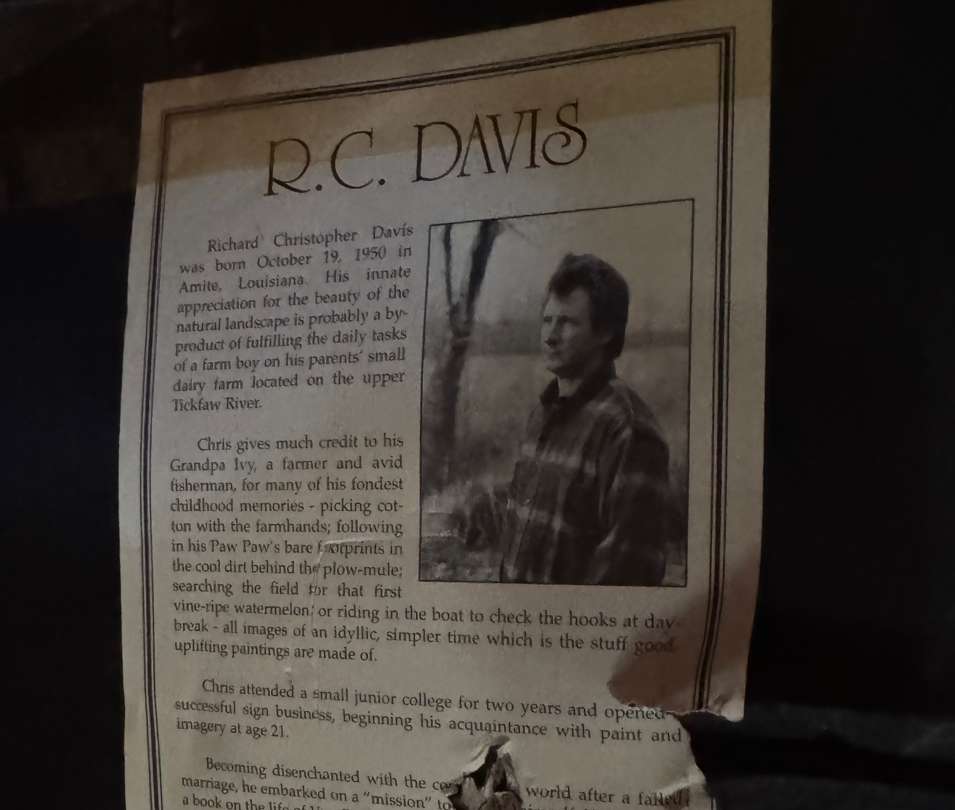 R.C. DAVIS
Richard Christopher Davis
was born October 19, 1950 in
Amite, Louisiana. His innate
appreciation for the beauty of the
natural landscape is probably a by-
product of fulfilling the daily tasks
of a farm boy on his parents' small
dairy farm located on the upper
Tickfaw River.
Chris gives much credit to his
Grandpa Ivy, a farmer and avid
fisherman, for many of his fondest
childhood memories - picking cot-
ton with the farmhands; following
in his Paw Paw's bare footprints in
the cool dirt behind the plow-mule;
searching the field for that first
vine-ripe watermelon; or riding in the boat to check the hooks at day-
break - all images of an idyllic, simpler time which is the stuff good
uplifting paintings are made of.
Chris attended a small junior college for two years and opened
successful sign business, beginning his acquaintance with paint and
imagery at age 21.
Becoming disenchanted with the world after a failed
marriage, he embarked on a "mission" to
a book on the life of